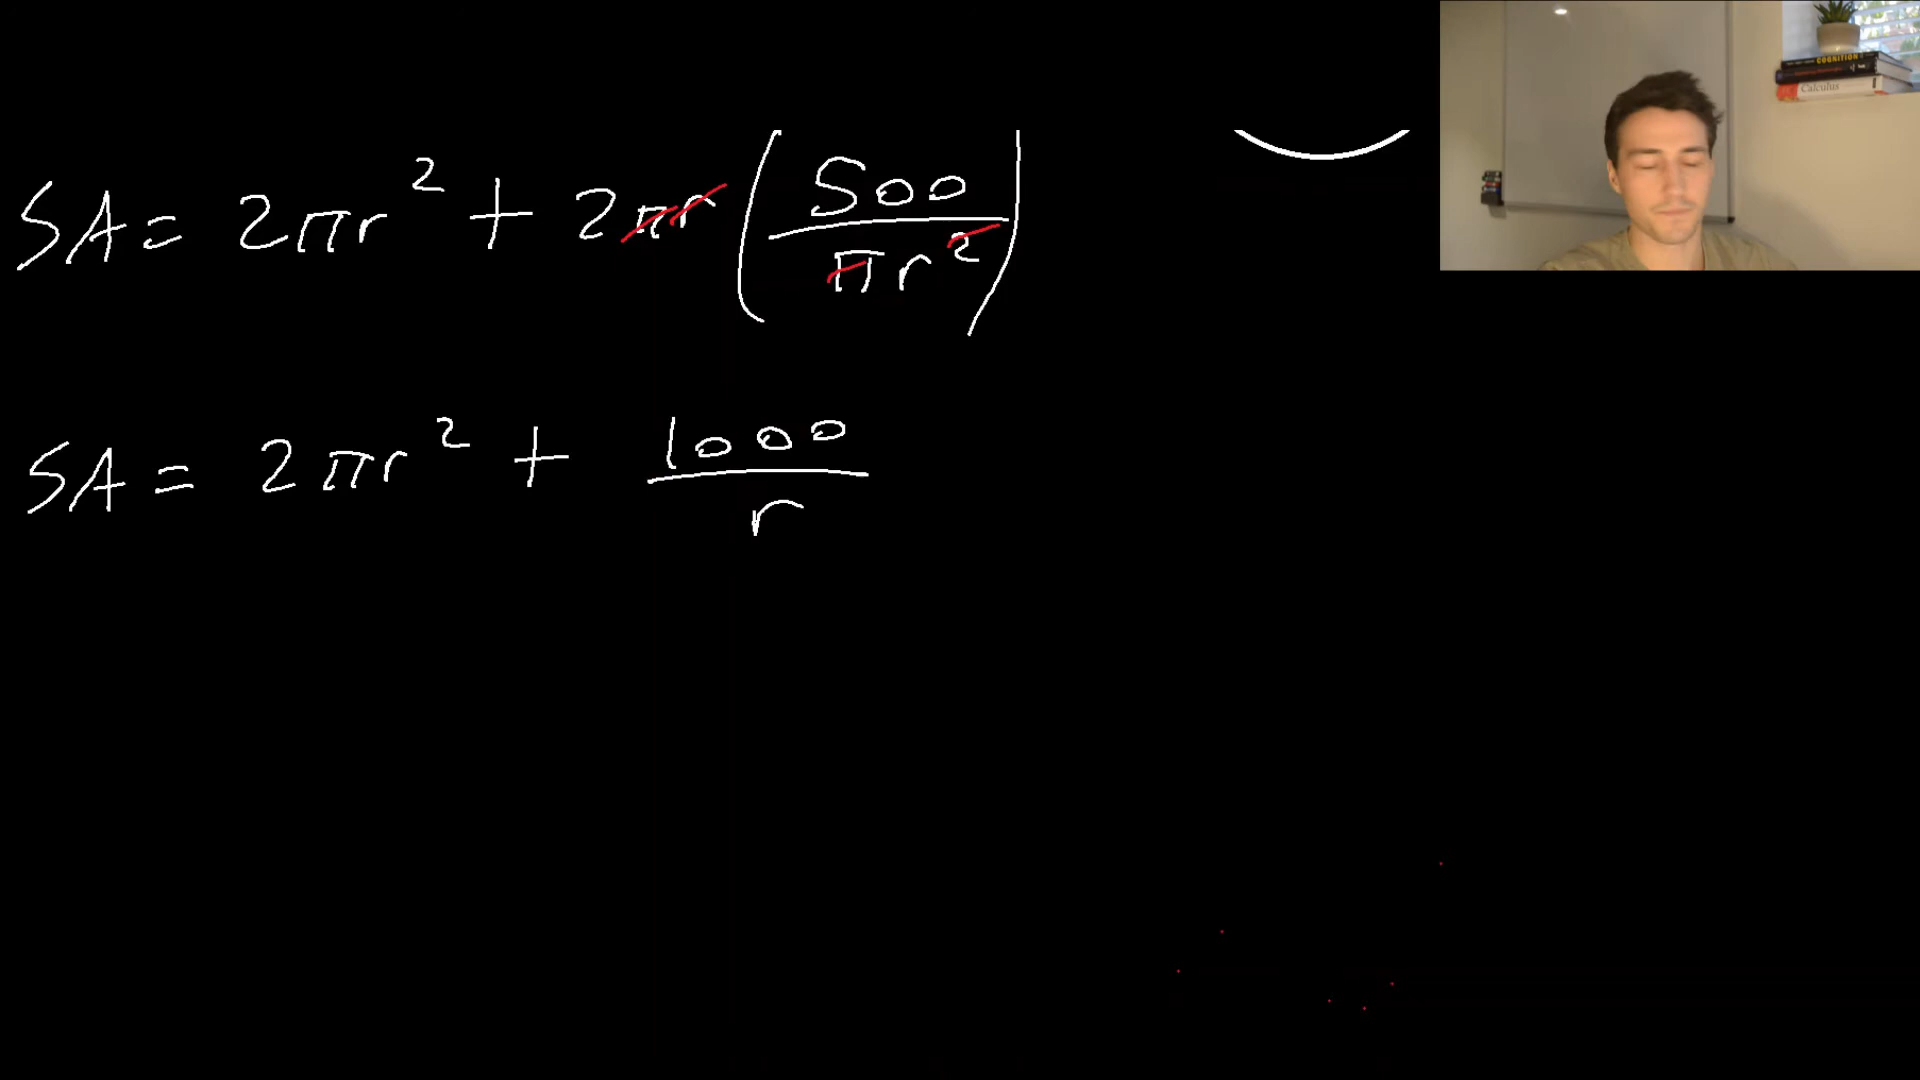 SA = 2πr² + 2πr (500/πr²)
SA = 2πr² + 1000/r
COGNITION
Calculus